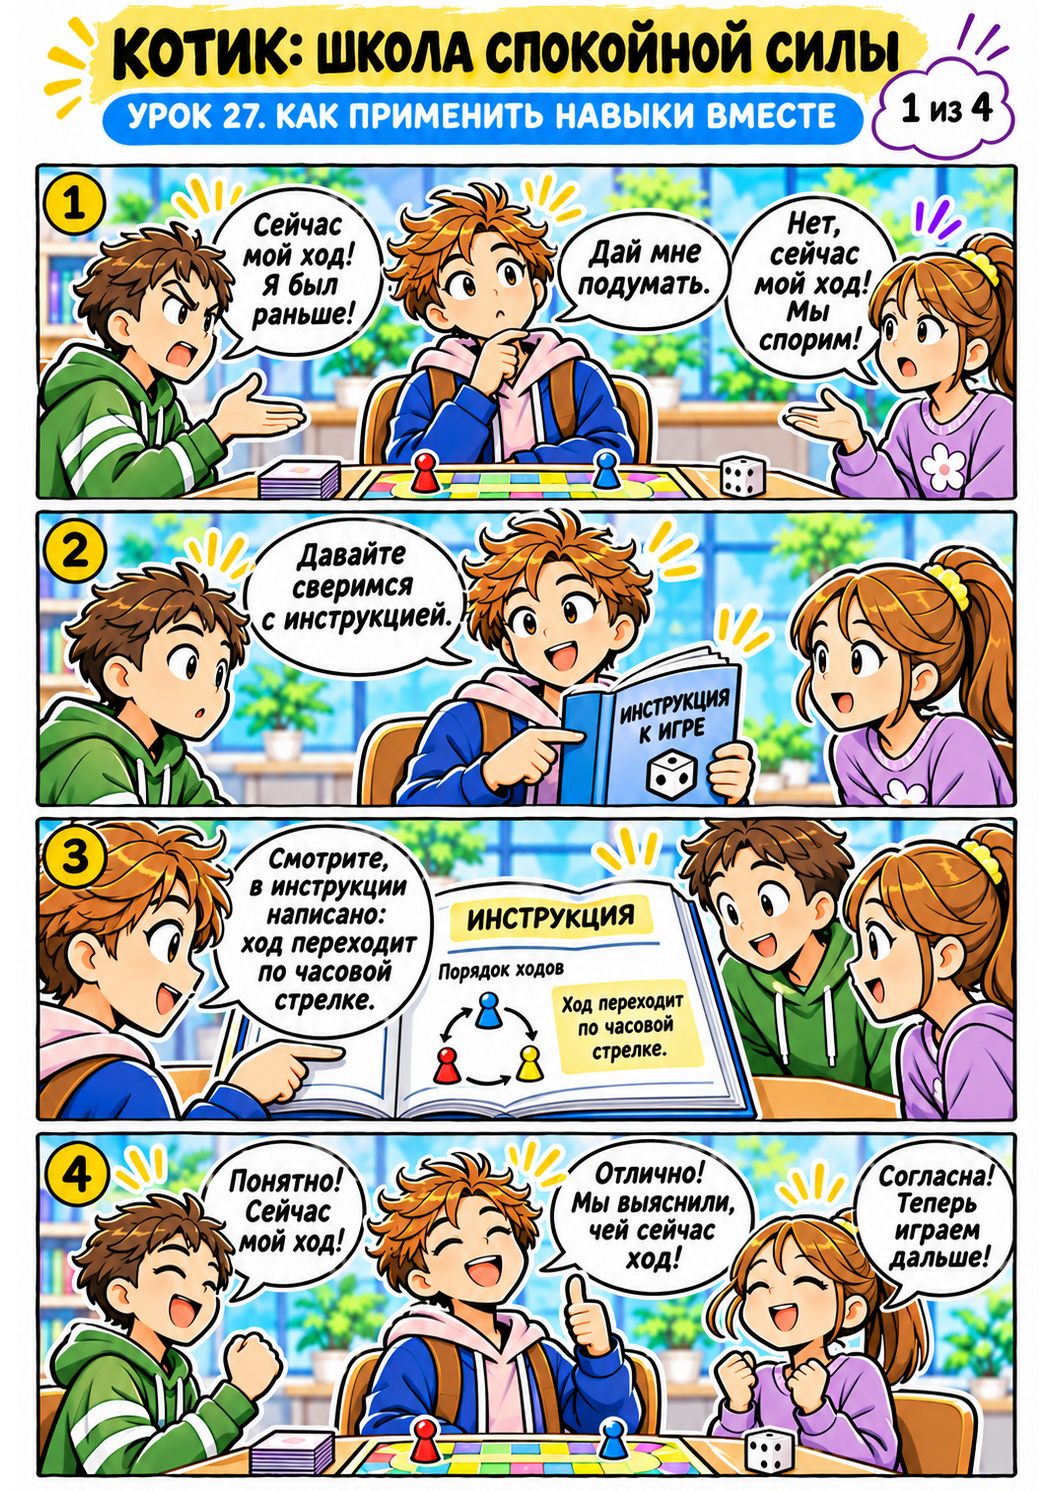 КОТИК: ШКОЛА СПОКОЙНОЙ СИЛЫ
УРОК 27. КАК ПРИМЕНИТЬ НАВЫКИ ВМЕСТЕ
1 из 4
1
Сейчас
мой ход!
Я был
раньше!
Дай мне
подумать.
Нет,
сейчас
мой ход!
Мы
спорим!
2
Давайте
сверимся
с инструкцией.
ИНСТРУКЦИЯ
К ИГРЕ
3
Смотрите,
в инструкции
написано:
ход переходит
по часовой
стрелке.
ИНСТРУКЦИЯ
Порядок ходов
Ход переходит
по часовой
стрелке.
4
Понятно!
Сейчас
мой ход!
Отлично!
Мы выяснили,
чей сейчас
ход!
Согласна!
Теперь
играем
дальше!